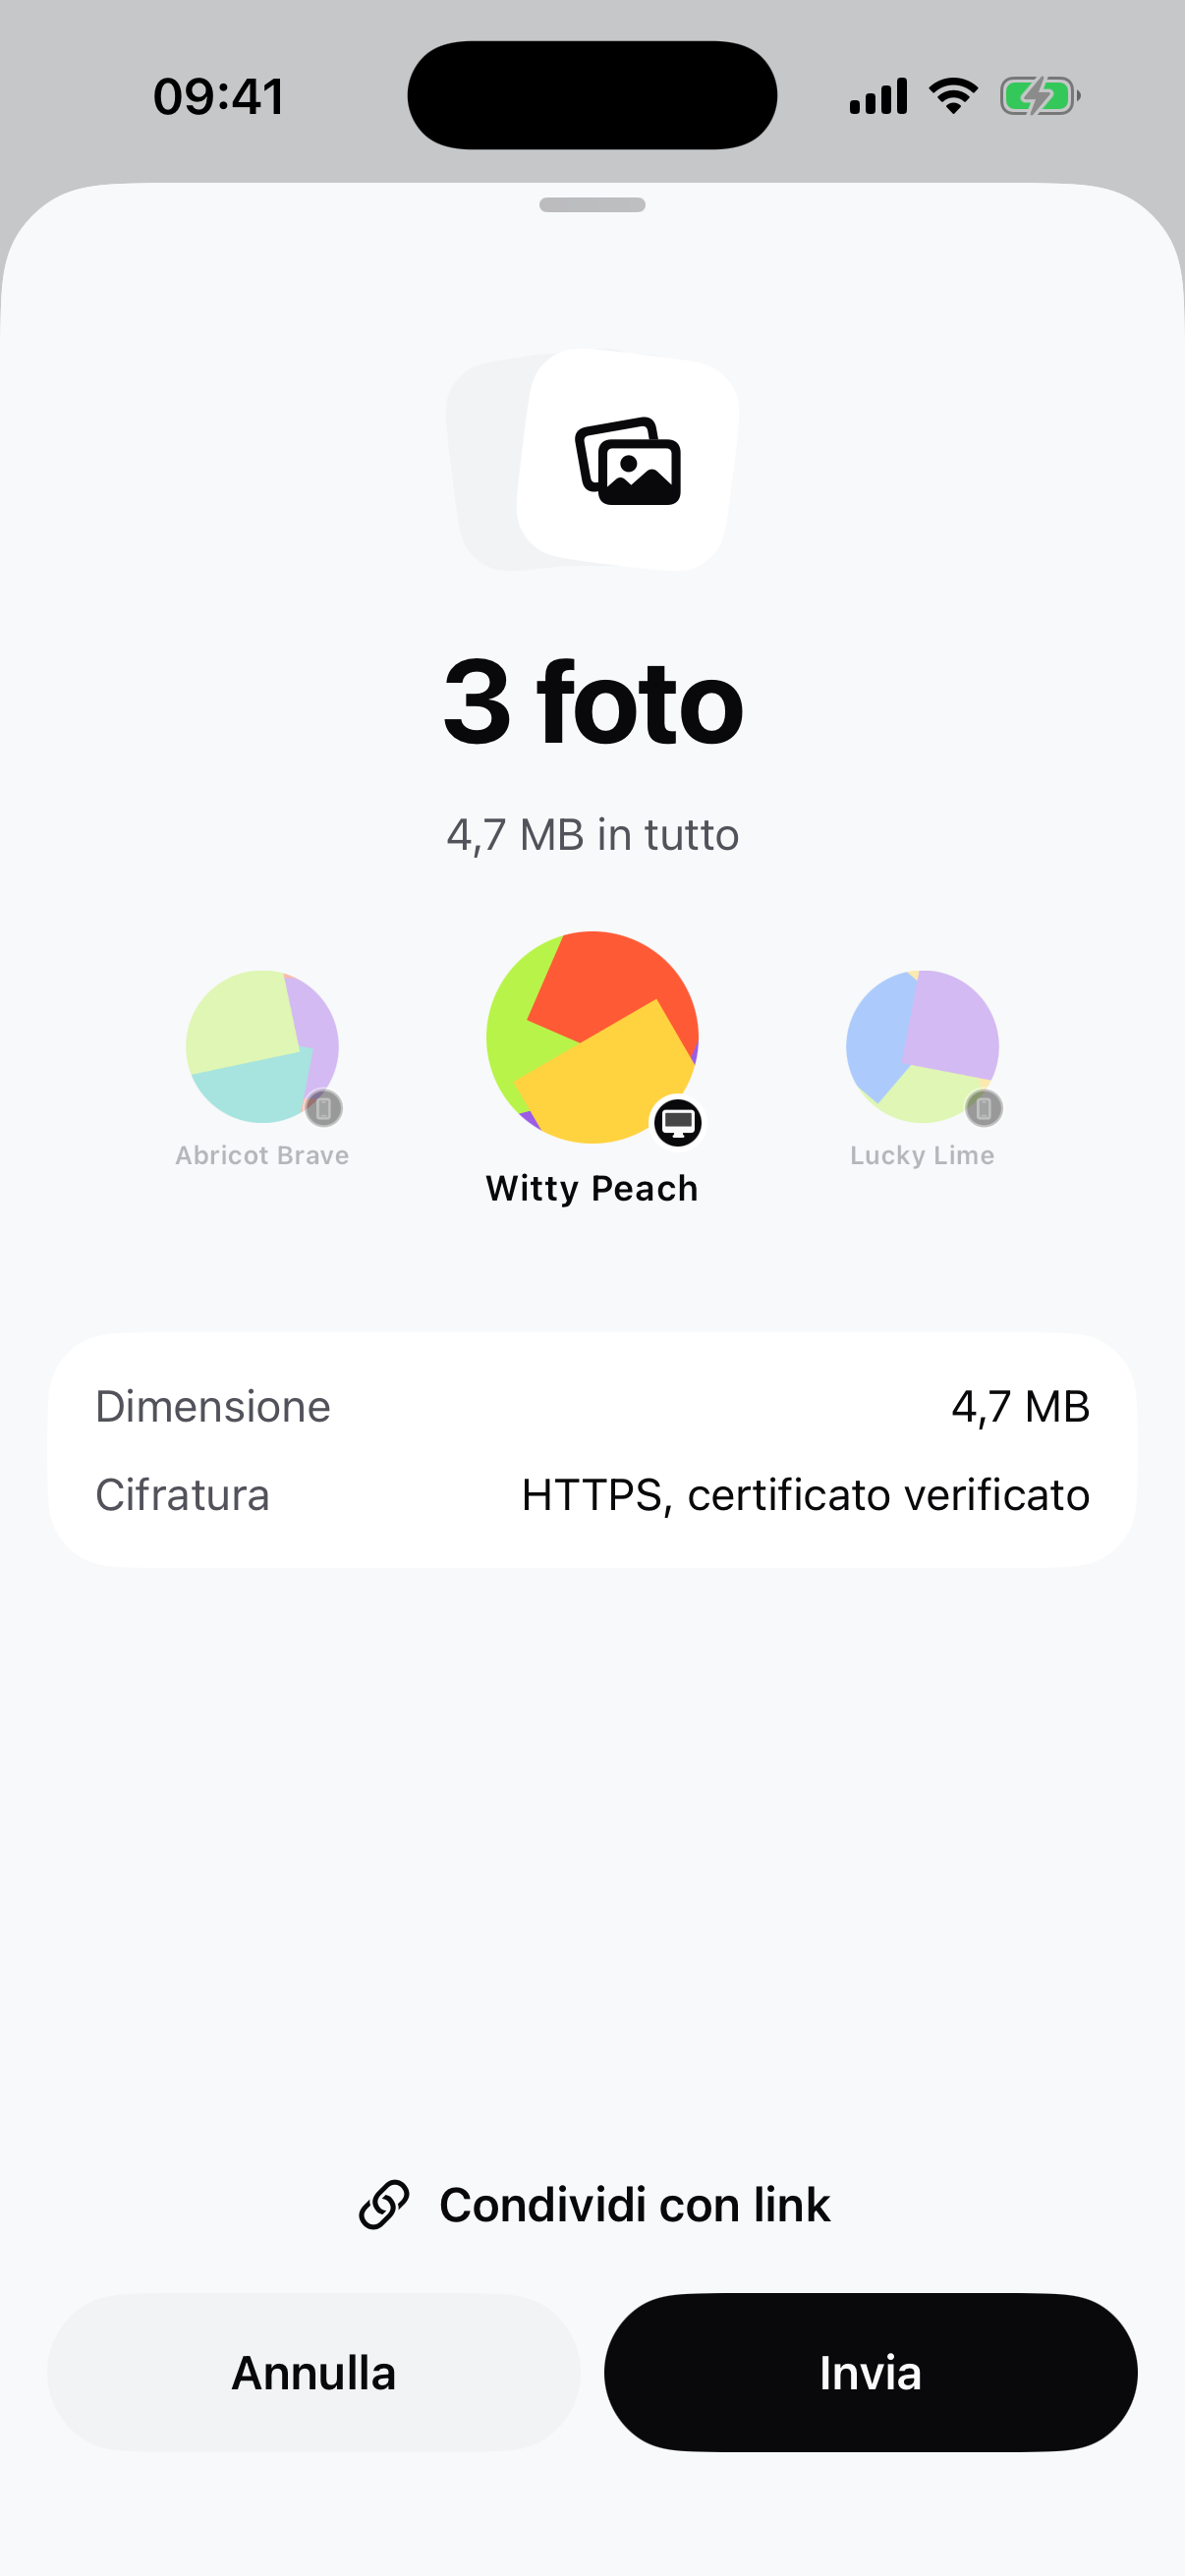 09:41
3 foto
4,7 MB in tutto
Abricot Brave
Witty Peach
Lucky Lime
Dimensione 4,7 MB
Cifratura HTTPS, certificato verificato
Condividi con link
Annulla
Invia